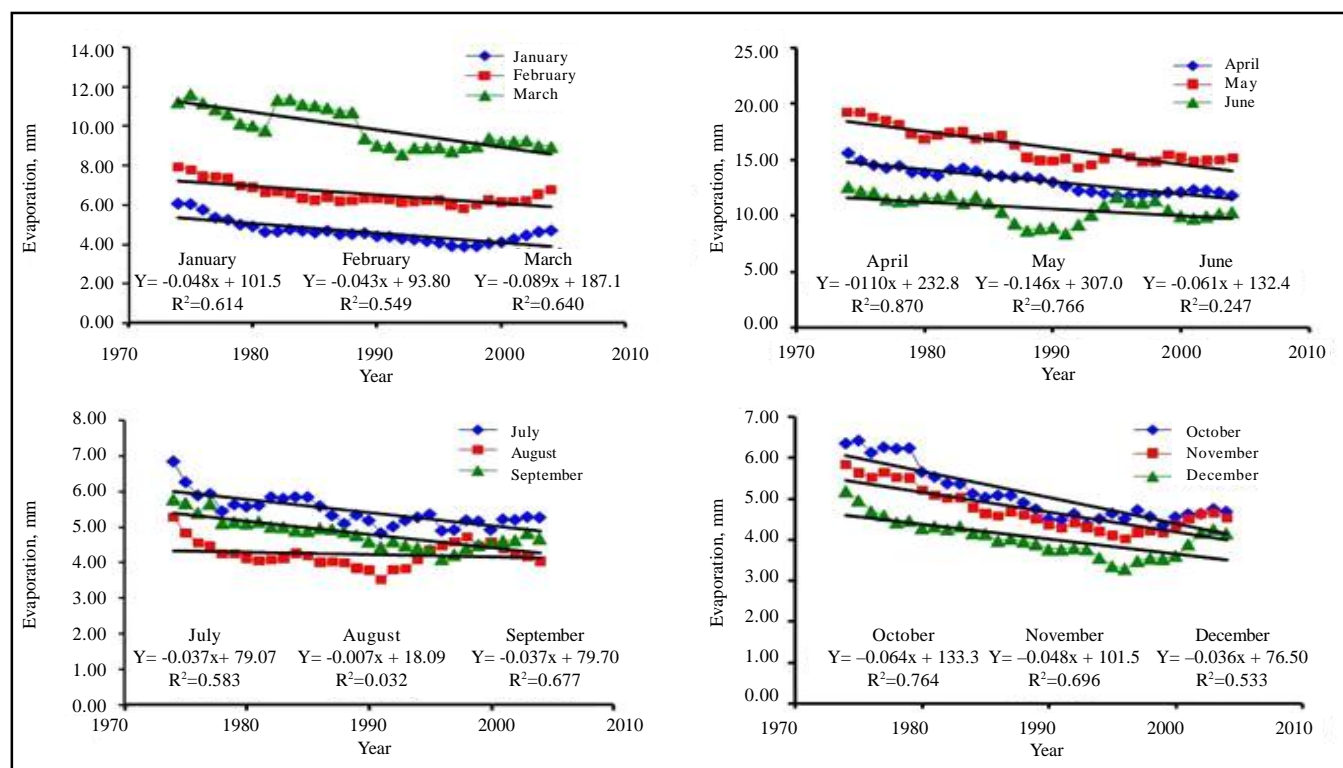 14.00
12.00
10.00
8.00
6.00
4.00
2.00
0.00
Evaporation, mm
January
February
March
January February March
Y= -0.048x + 101.5 Y= -0.043x + 93.80 Y= -0.089x + 187.1
R²=0.614 R²=0.549 R²=0.640
1970 1980 1990 2000 2010
Year
25.00
20.00
15.00
10.00
5.00
00.00
Evaporation, mm
April
May
June
April May June
Y= -0110x + 232.8 Y= -0.146x + 307.0 Y= -0.061x + 132.4
R²=0.870 R²=0.766 R²=0.247
1970 1980 1990 2000 2010
Year
8.00
7.00
6.00
5.00
4.00
3.00
2.00
1.00
0.00
Evaporation, mm
July
August
September
July August September
Y= -0.037x+ 79.07 Y= -0.007x + 18.09 Y= -0.037x + 79.70
R²=0.583 R²=0.032 R²=0.677
1970 1980 1990 2000 2010
Year
7.00
6.00
5.00
4.00
3.00
2.00
1.00
0.00
Evaporation, mm
October
November
December
October November December
Y= –0.064x + 133.3 Y= –0.048x + 101.5 Y= –0.036x + 76.50
R²=0.764 R²=0.696 R²=0.533
1970 1980 1990 2000 2010
Year